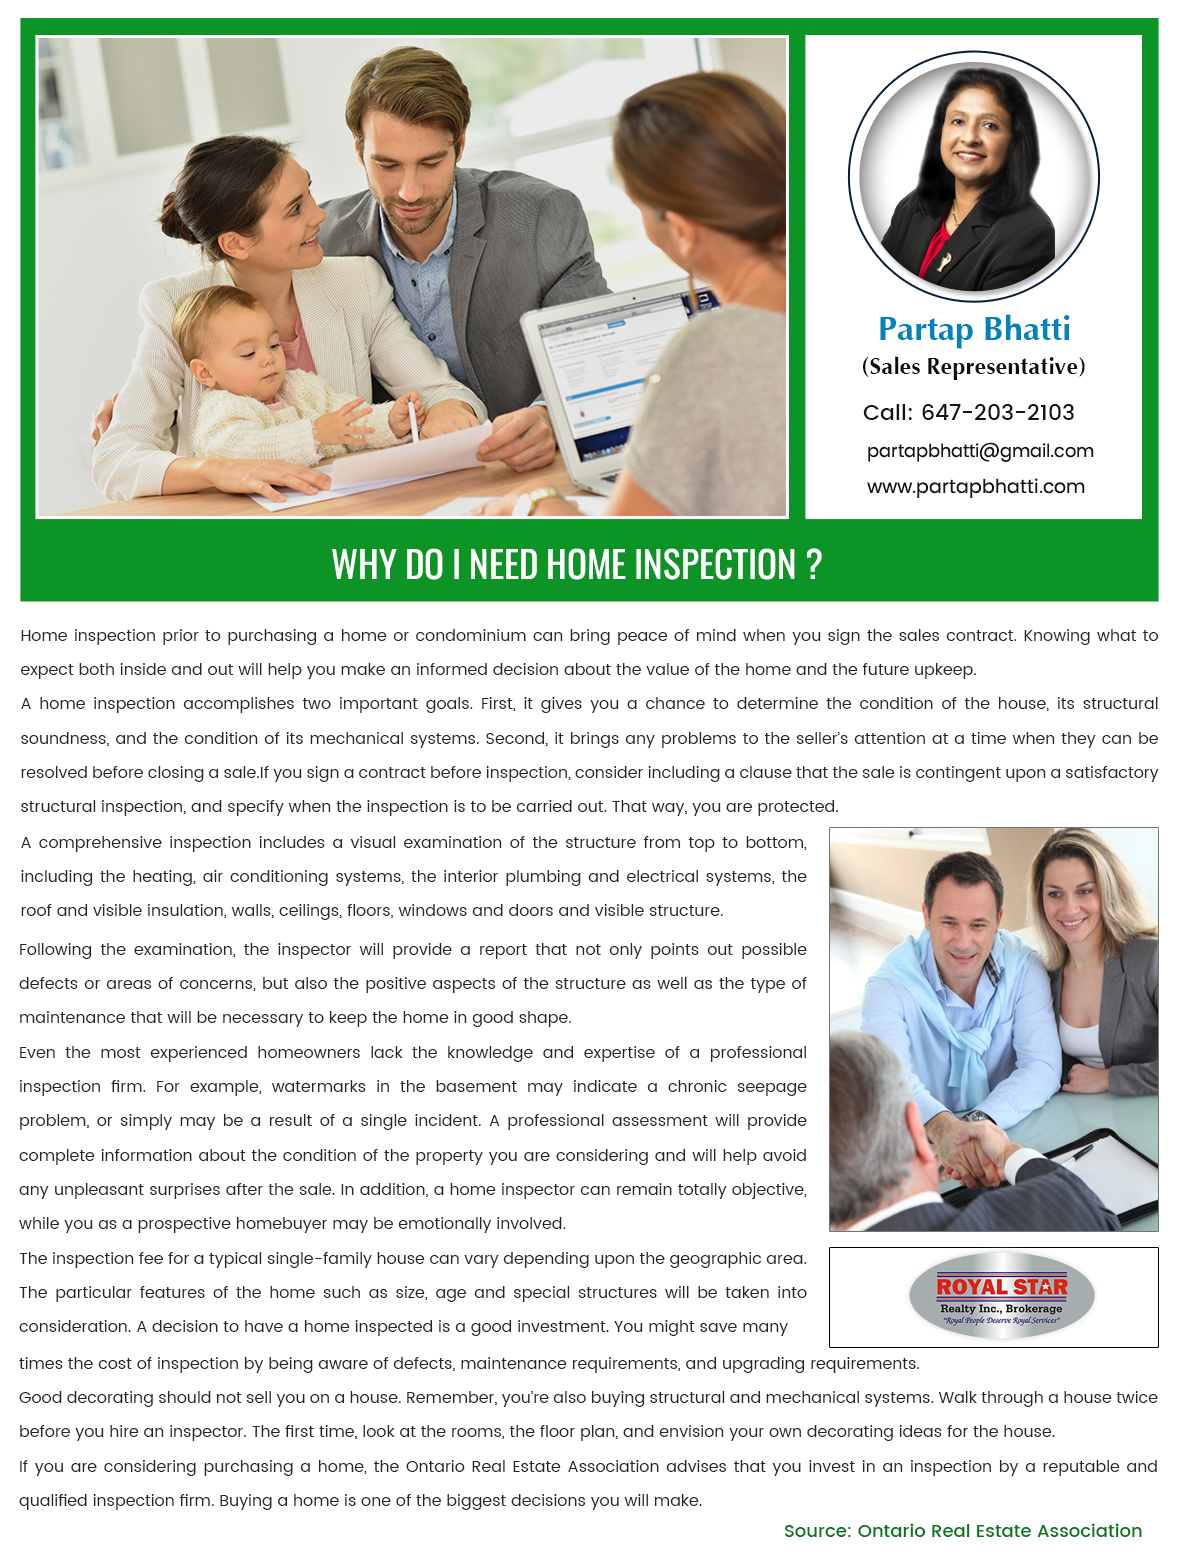 Partap Bhatti
(Sales Representative)
Call: 647-203-2103
partapbhatti@gmail.com
www.partapbhatti.com
WHY DO I NEED HOME INSPECTION ?
Home inspection prior to purchasing a home or condominium can bring peace of mind when you sign the sales contract. Knowing what to
expect both inside and out will help you make an informed decision about the value of the home and the future upkeep.
A home inspection accomplishes two important goals. First, it gives you a chance to determine the condition of the house, its structural
soundness, and the condition of its mechanical systems. Second, it brings any problems to the seller’s attention at a time when they can be
resolved before closing a sale.If you sign a contract before inspection, consider including a clause that the sale is contingent upon a satisfactory
structural inspection, and specify when the inspection is to be carried out. That way, you are protected.
A comprehensive inspection includes a visual examination of the structure from top to bottom,
including the heating, air conditioning systems, the interior plumbing and electrical systems, the
roof and visible insulation, walls, ceilings, floors, windows and doors and visible structure.
Following the examination, the inspector will provide a report that not only points out possible
defects or areas of concerns, but also the positive aspects of the structure as well as the type of
maintenance that will be necessary to keep the home in good shape.
Even the most experienced homeowners lack the knowledge and expertise of a professional
inspection firm. For example, watermarks in the basement may indicate a chronic seepage
problem, or simply may be a result of a single incident. A professional assessment will provide
complete information about the condition of the property you are considering and will help avoid
any unpleasant surprises after the sale. In addition, a home inspector can remain totally objective,
while you as a prospective homebuyer may be emotionally involved.
The inspection fee for a typical single-family house can vary depending upon the geographic area.
The particular features of the home such as size, age and special structures will be taken into
consideration. A decision to have a home inspected is a good investment. You might save many
times the cost of inspection by being aware of defects, maintenance requirements, and upgrading requirements.
Good decorating should not sell you on a house. Remember, you’re also buying structural and mechanical systems. Walk through a house twice
before you hire an inspector. The first time, look at the rooms, the floor plan, and envision your own decorating ideas for the house.
If you are considering purchasing a home, the Ontario Real Estate Association advises that you invest in an inspection by a reputable and
qualified inspection firm. Buying a home is one of the biggest decisions you will make.
ROYAL STAR
Realty Inc., Brokerage
"Royal People Deserve Royal Services"
Source: Ontario Real Estate Association